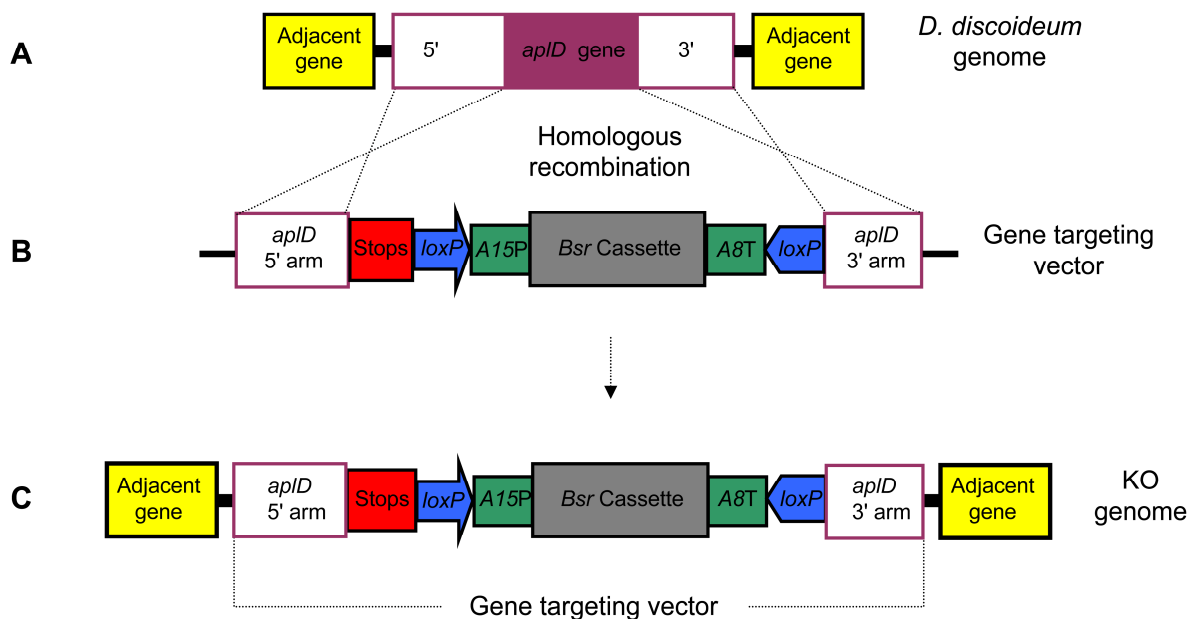 A
Adjacent
gene
5'
aplD gene
3'
Adjacent
gene
D. discoideum
genome
Homologous
recombination
B
aplD
5' arm
Stops
loxP
A15P
Bsr Cassette
A8T
loxP
aplD
3' arm
Gene targeting
vector
C
Adjacent
gene
aplD
5' arm
Stops
loxP
A15P
Bsr Cassette
A8T
loxP
aplD
3' arm
Adjacent
gene
KO
genome
Gene targeting vector